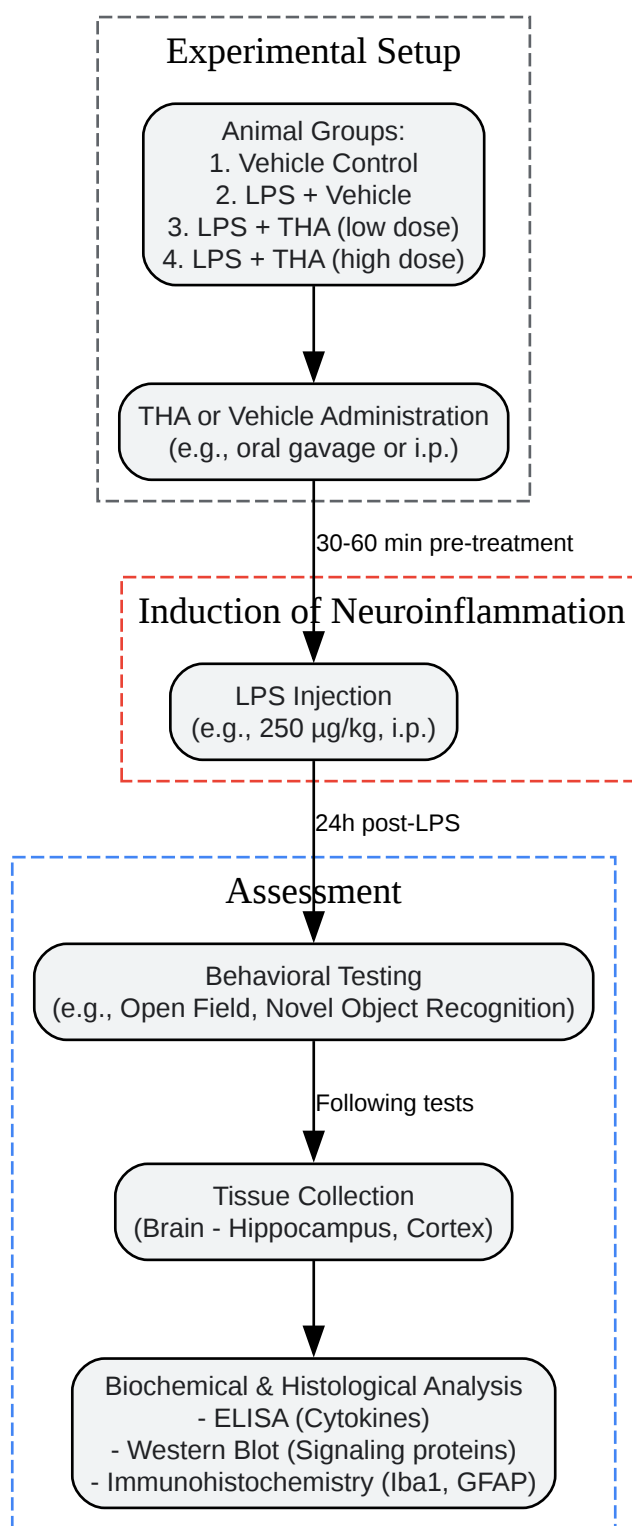 Experimental Setup
Animal Groups:
1. Vehicle Control
2. LPS + Vehicle
3. LPS + THA (low dose)
4. LPS + THA (high dose)
THA or Vehicle Administration
(e.g., oral gavage or i.p.)
30-60 min pre-treatment
Induction of Neuroinflammation
LPS Injection
(e.g., 250 µg/kg, i.p.)
24h post-LPS
Assessment
Behavioral Testing
(e.g., Open Field, Novel Object Recognition)
Following tests
Tissue Collection
(Brain - Hippocampus, Cortex)
Biochemical & Histological Analysis
- ELISA (Cytokines)
- Western Blot (Signaling proteins)
- Immunohistochemistry (Iba1, GFAP)